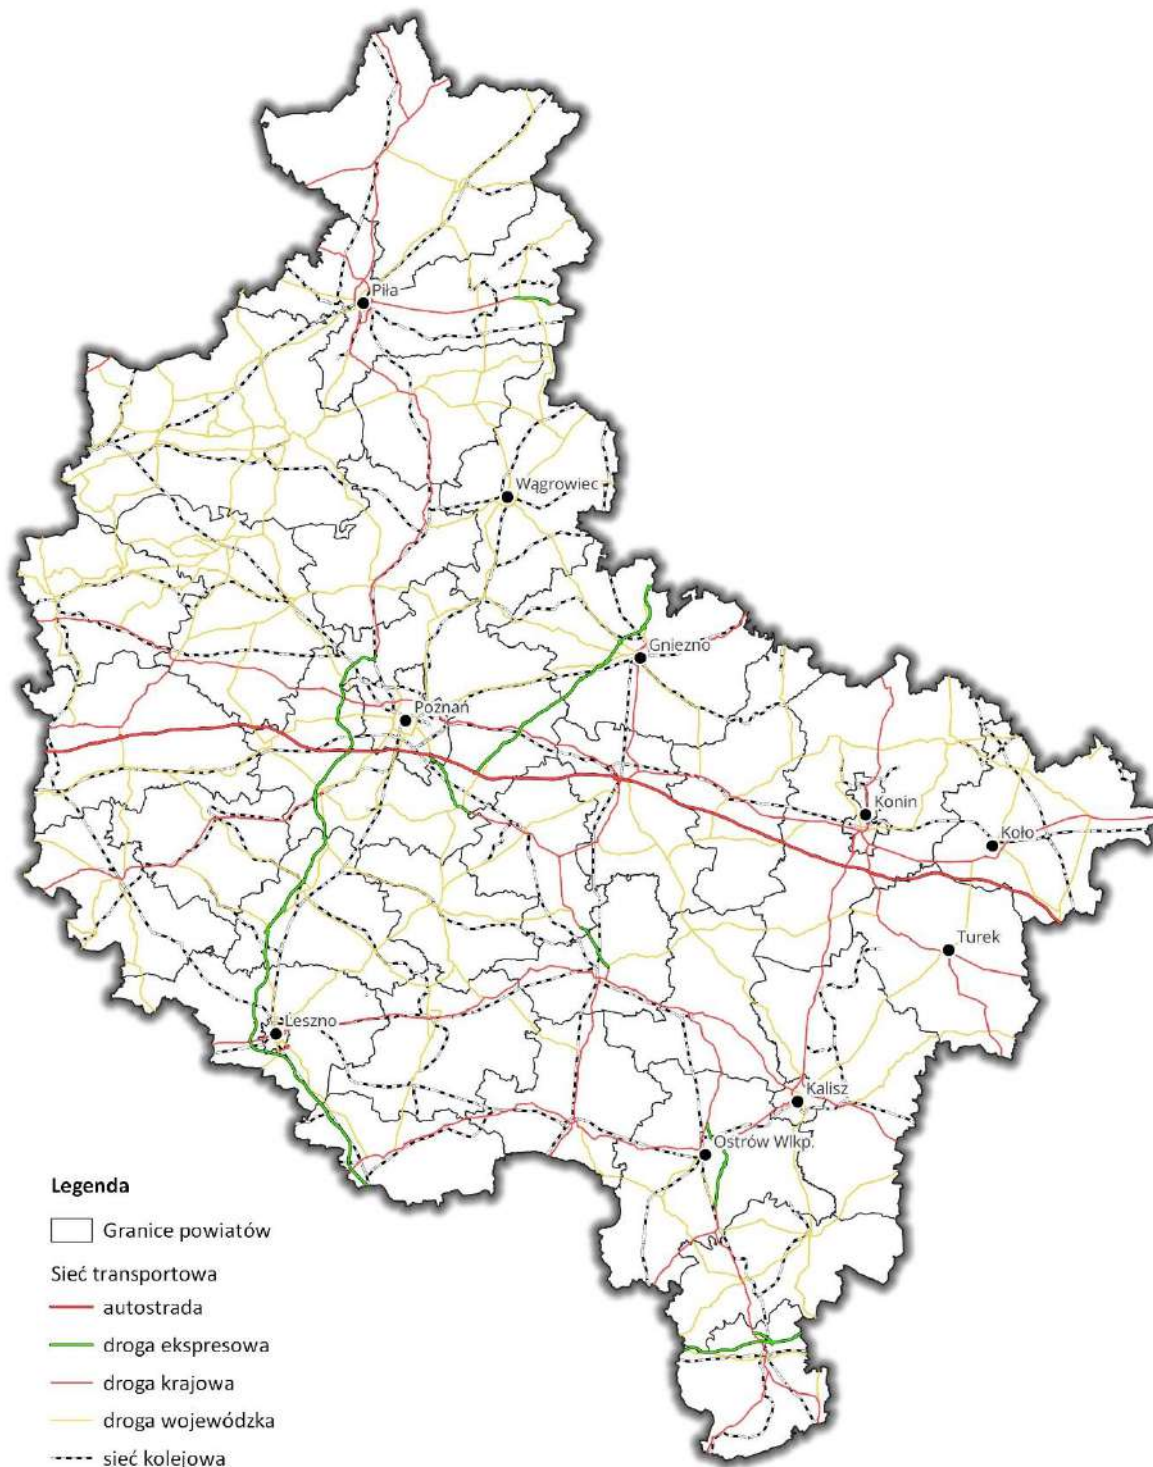 Piła
Wągrowiec
Gniezno
Poznań
Konin
Koło
Turek
Leszno
Kalisz
Ostrów Wlkp.
Legenda
Granice powiatów
Sieć transportowa
autostrada
droga ekspresowa
droga krajowa
droga wojewódzka
sieć kolejowa